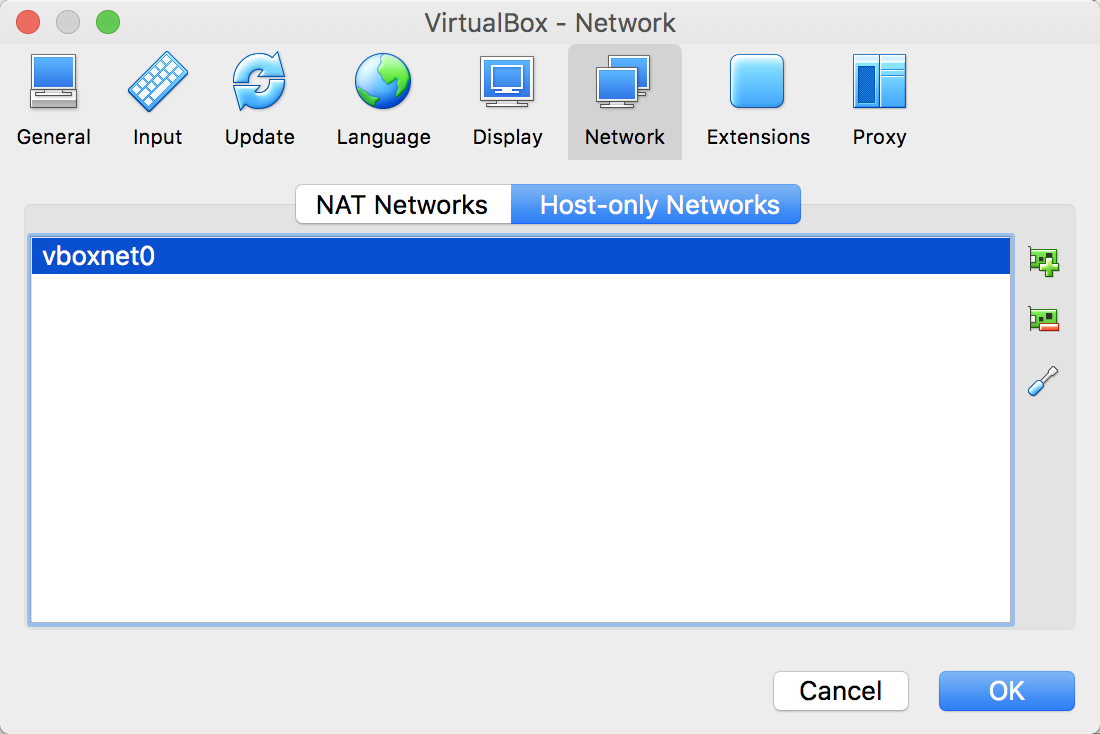 VirtualBox - Network
General Input Update Language Display Network Extensions Proxy
NAT Networks Host-only Networks
vboxnet0
Cancel OK